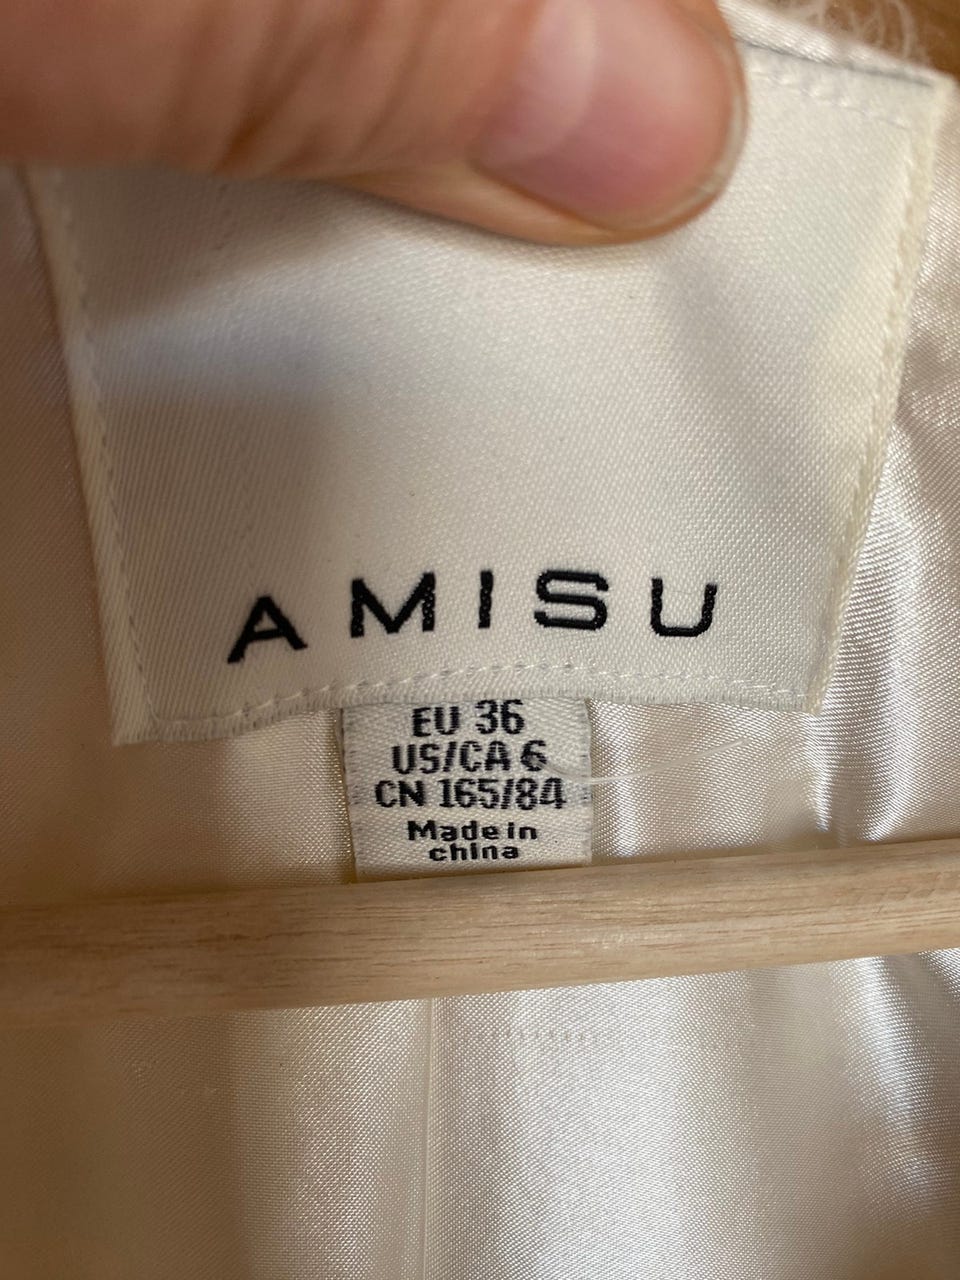 AMISU
EU 36
US/CA 6
CN 165/84
Made in
china